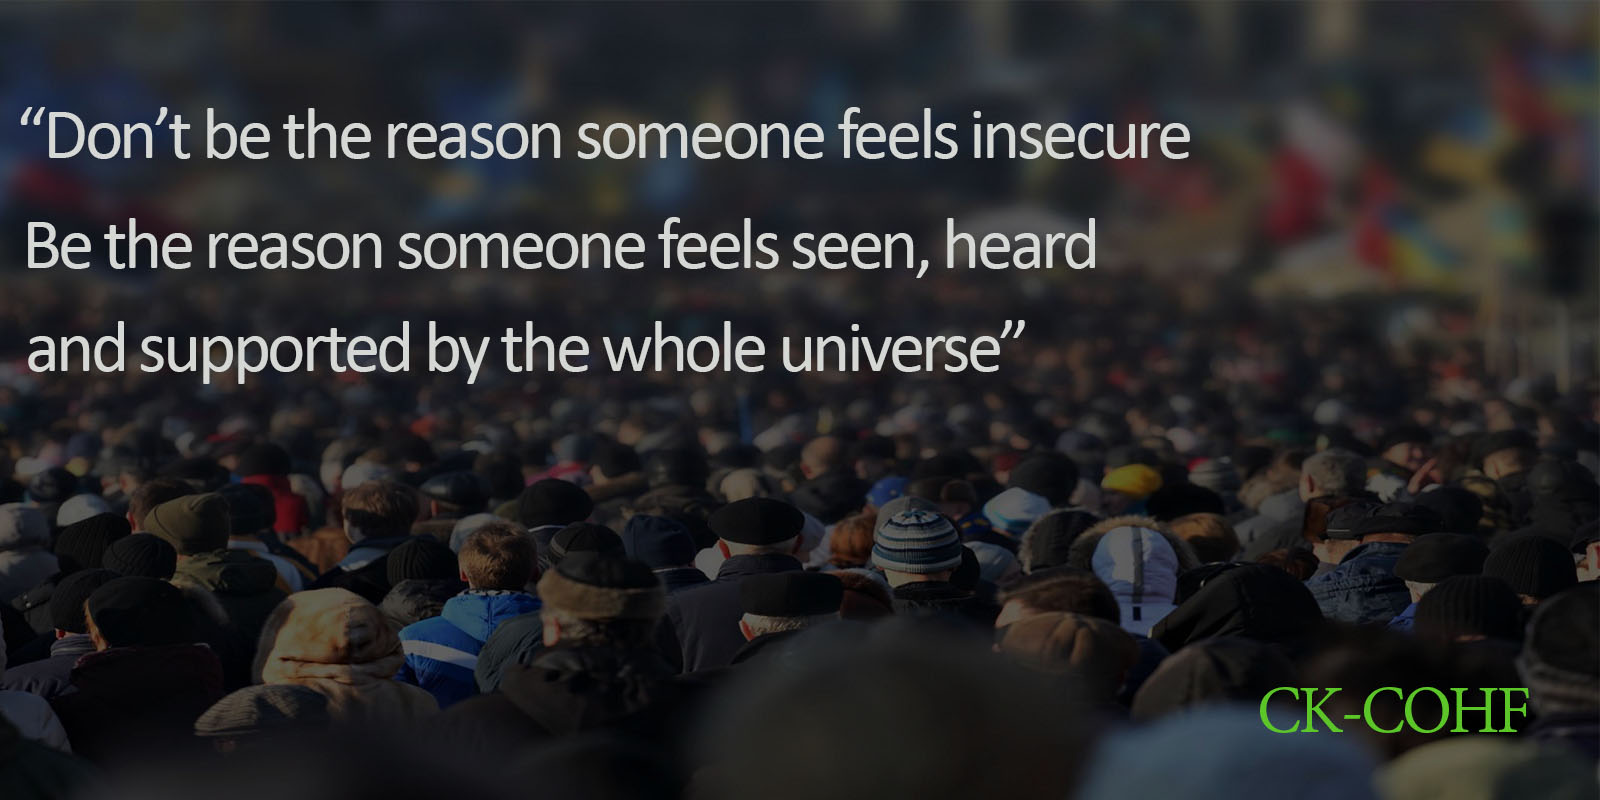 “Don’t be the reason someone feels insecure
Be the reason someone feels seen, heard
and supported by the whole universe”
CK-COHF